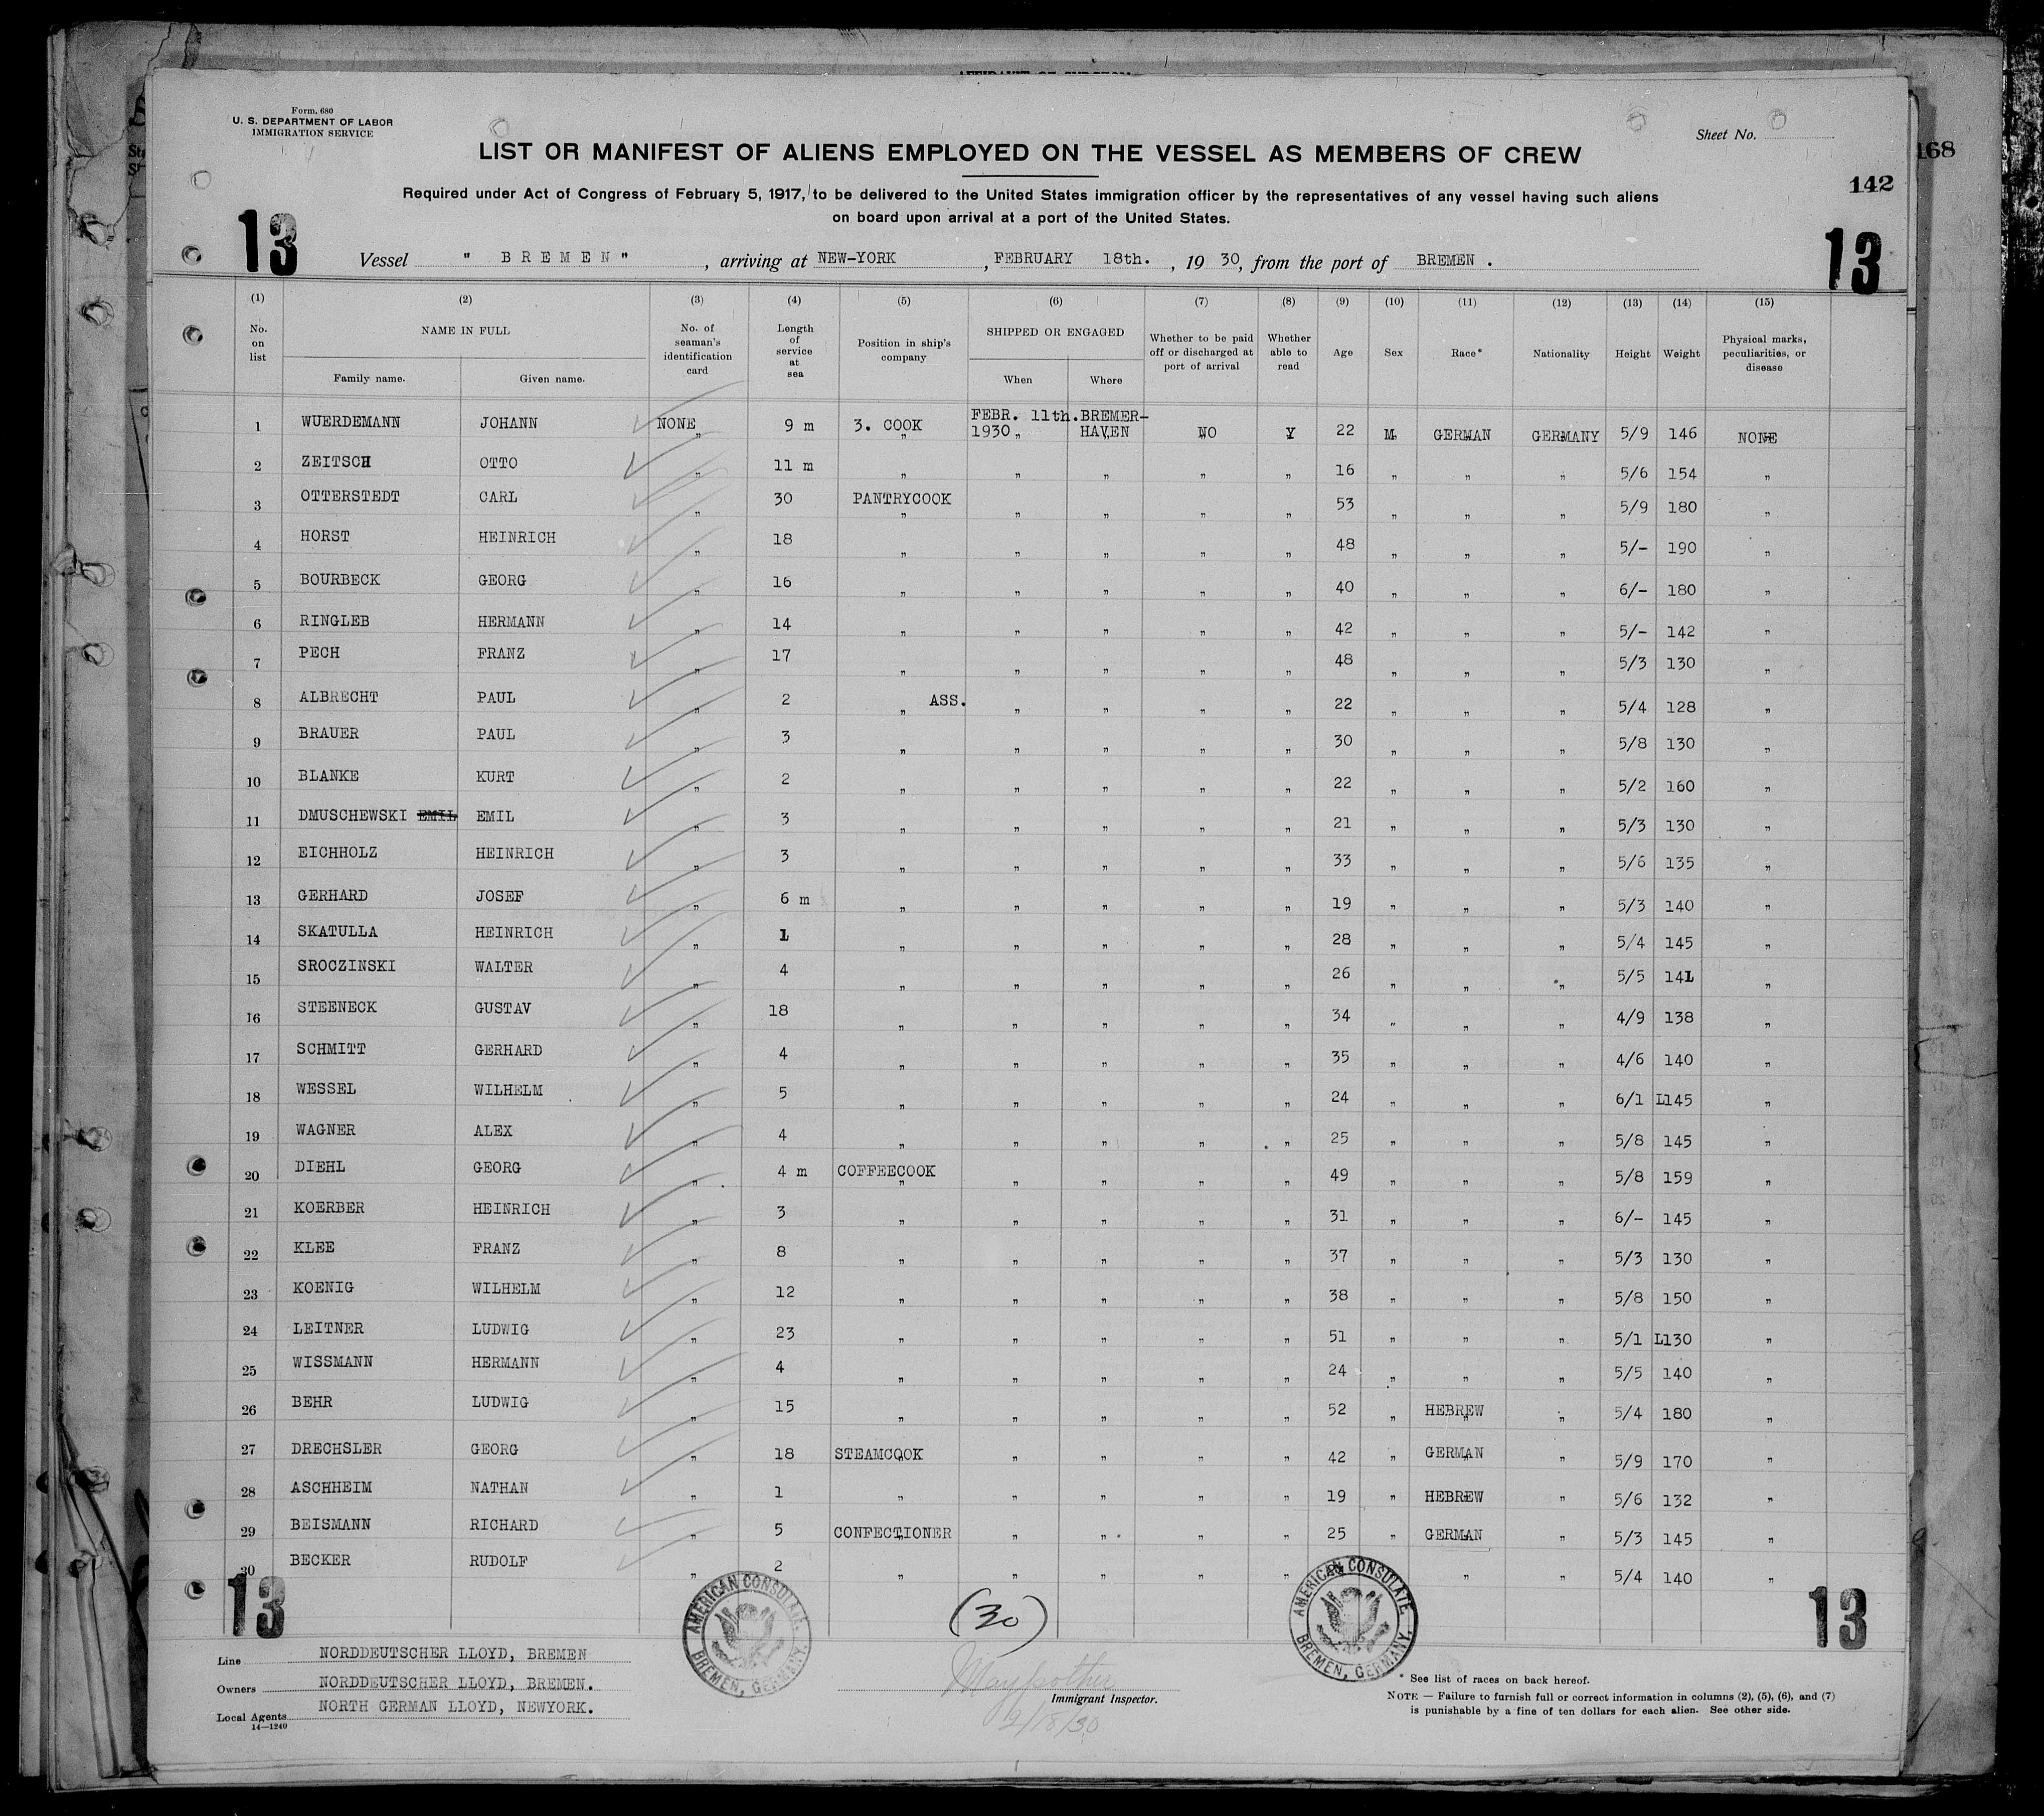 AFFIDAVIT OF SURGEON
Form. 680
U. S. DEPARTMENT OF LABOR
IMMIGRATION SERVICE
Sheet No.
168
142
LIST OR MANIFEST OF ALIENS EMPLOYED ON THE VESSEL AS MEMBERS OF CREW
Required under Act of Congress of February 5, 1917, to be delivered to the United States immigration officer by the representatives of any vessel having such aliens
on board upon arrival at a port of the United States.
13 13
Vessel " BREMEN" , arriving at NEW-YORK , FEBRUARY 18th. , 19 30, from the port of BREMEN .
(1) (2) (3) (4) (5) (6) (7) (8) (9) (10) (11) (12) (13) (14) (15)
No. on list NAME IN FULL Family name. Given name. No. of seaman's identification card Length of service at sea Position in ship's company SHIPPED OR ENGAGED When Where Whether to be paid off or discharged at port of arrival Whether able to read Age Sex Race* Nationality Height Weight Physical marks, peculiarities, or disease
1 WUERDEMANN JOHANN NONE 9 m 3. COOK FEBR. 11th. 1930 BREMER-HAVEN NO Y 22 M GERMAN GERMANY 5/9 146 NONE
2 ZEITSCH OTTO " 11 m " " " " " 16 " " " 5/6 154 "
3 OTTERSTEDT CARL " 30 PANTRYCOOK " " " " 53 " " " 5/9 180 "
4 HORST HEINRICH " 18 " " " " " 48 " " " 5/- 190 "
5 BOURBECK GEORG " 16 " " " " " 40 " " " 6/- 180 "
6 RINGLEB HERMANN " 14 " " " " " 42 " " " 5/- 142 "
7 PECH FRANZ " 17 " " " " " 48 " " " 5/3 130 "
8 ALBRECHT PAUL " 2 " ASS. " " " " 22 " " " 5/4 128 "
9 BRAUER PAUL " 3 " " " " " 30 " " " 5/8 130 "
10 BLANKE KURT " 2 " " " " " 22 " " " 5/2 160 "
11 DMUSCHEWSKI EMIL EMIL " 3 " " " " " 21 " " " 5/3 130 "
12 EICHHOLZ HEINRICH " 3 " " " " " 33 " " " 5/6 135 "
13 GERHARD JOSEF " 6 m " " " " " 19 " " " 5/3 140 "
14 SKATULLA HEINRICH " 1 " " " " " 28 " " " 5/4 145 "
15 SROCZINSKI WALTER " 4 " " " " " 26 " " " 5/5 141 "
16 STEENECK GUSTAV " 18 " " " " " 34 " " " 4/9 138 "
17 SCHMITT GERHARD " 4 " " " " " 35 " " " 4/6 140 "
18 WESSEL WILHELM " 5 " " " " " 24 " " " 6/1 L145 "
19 WAGNER ALEX " 4 " " " " " 25 " " " 5/8 145 "
20 DIEHL GEORG " 4 m COFFEECOOK " " " " 49 " " " 5/8 159 "
21 KOERBER HEINRICH " 3 " " " " " 31 " " " 6/- 145 "
22 KLEE FRANZ " 8 " " " " " 37 " " " 5/3 130 "
23 KOENIG WILHELM " 12 " " " " " 38 " " " 5/8 150 "
24 LEITNER LUDWIG " 23 " " " " " 51 " " " 5/1 L130 "
25 WISSMANN HERMANN " 4 " " " " " 24 " " " 5/5 140 "
26 BEHR LUDWIG " 15 " " " " " 52 " HEBREW " 5/4 180 "
27 DRECHSLER GEORG " 18 STEAMCOOK " " " " 42 " GERMAN " 5/9 170 "
28 ASCHHEIM NATHAN " 1 " " " " " 19 " HEBREW " 5/6 132 "
29 BEISMANN RICHARD " 5 CONFECTIONER " " " " 25 " GERMAN " 5/3 145 "
30 BECKER RUDOLF " 2 " " " " " " " " 5/4 140 "
13 13
AMERICAN CONSULATE. BREMEN, GERMANY.
(30)
AMERICAN CONSULATE. BREMEN, GERMANY.
Line NORDDEUTSCHER LLOYD, BREMEN
Owners NORDDEUTSCHER LLOYD, BREMEN.
Local Agents NORTH GERMAN LLOYD, NEWYORK.
14—1240
Immigrant Inspector.
2/18/30
* See list of races on back hereof.
NOTE — Failure to furnish full or correct information in columns (2), (5), (6), and (7)
is punishable by a fine of ten dollars for each alien. See other side.